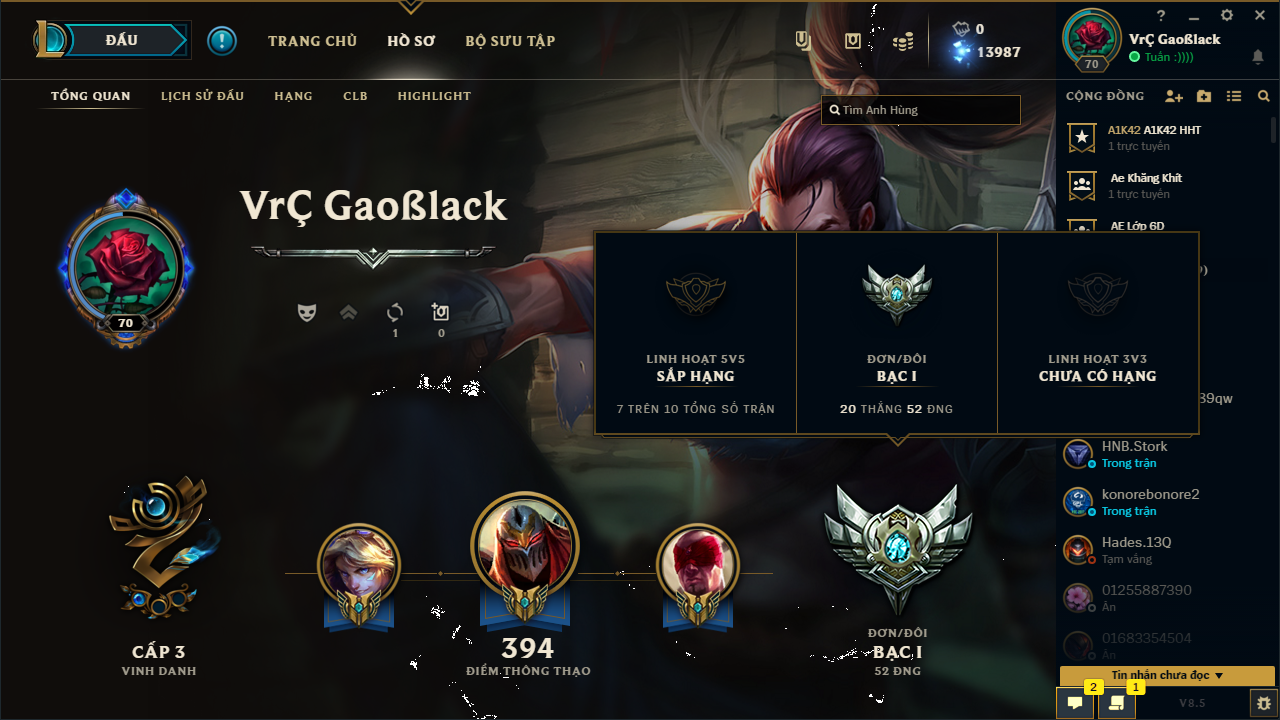 ĐẤU
TRANG CHỦ
HỒ SƠ
BỘ SƯU TẬP
0
13987
?
VrÇ Gaoßlack
Tuấn :))))
70
TỔNG QUAN
LỊCH SỬ ĐẤU
HẠNG
CLB
HIGHLIGHT
Tìm Anh Hùng
CỘNG ĐỒNG
A1K42 A1K42 HHT
1 trực tuyến
Ae Khăng Khít
1 trực tuyến
AE Lớp 6D
VrÇ Gaoßlack
70
1
0
LINH HOẠT 5V5
SẮP HẠNG
7 TRÊN 10 TỔNG SỐ TRẬN
ĐƠN/ĐÔI
BẠC I
20 THẮNG 52 ĐNG
LINH HOẠT 3V3
CHƯA CÓ HẠNG
39qw
HNB.Stork
Trong trận
konorebonore2
Trong trận
Hades.13Q
Tạm vắng
01255887390
Ẩn
01683354504
Ẩn
CẤP 3
VINH DANH
394
ĐIỂM THÔNG THẠO
ĐƠN/ĐÔI
BẠC I
52 ĐNG
Tin nhắn chưa đọc
2
1
V8.5